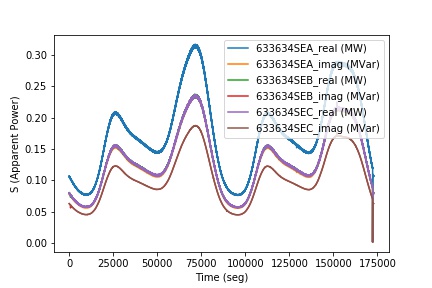 633634SEA_real (MW)
633634SEA_imag (MVar)
633634SEB_real (MW)
633634SEB_imag (MVar)
633634SEC_real (MW)
633634SEC_imag (MVar)
S (Apparent Power)
0.30
0.25
0.20
0.15
0.10
0.05
0.00
0 25000 50000 75000 100000 125000 150000 175000
Time (seg)